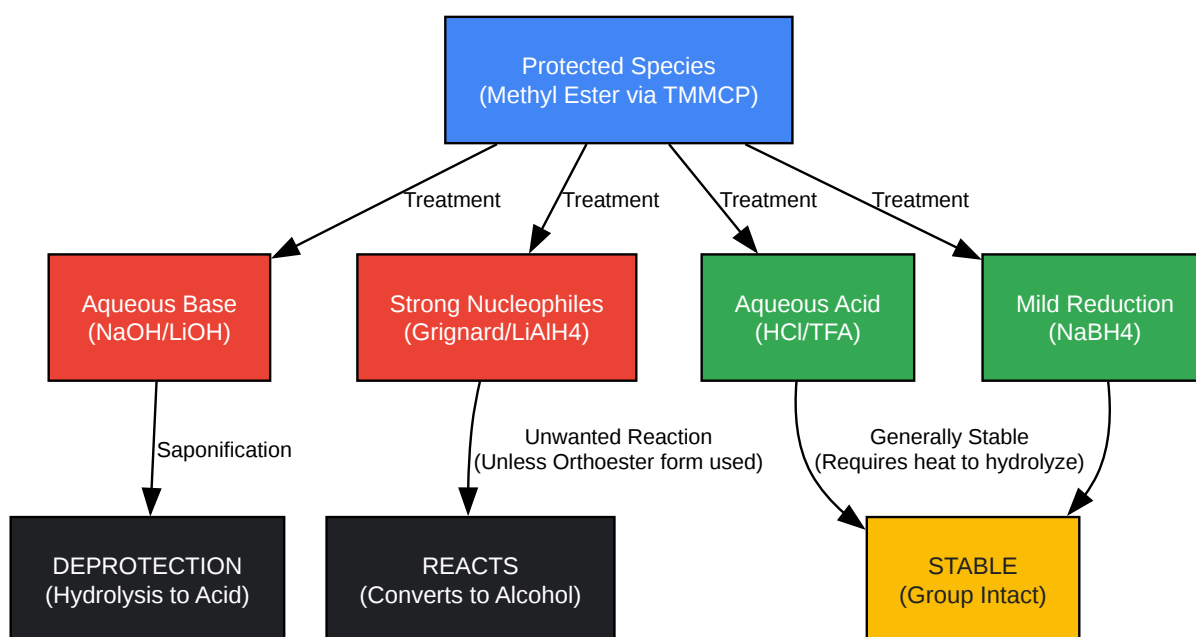 Protected Species
(Methyl Ester via TMMCP)
Treatment
Treatment
Treatment
Treatment
Aqueous Base
(NaOH/LiOH)
Strong Nucleophiles
(Grignard/LiAlH4)
Aqueous Acid
(HCl/TFA)
Mild Reduction
(NaBH4)
Saponification
Unwanted Reaction
(Unless Orthoester form used)
Generally Stable
(Requires heat to hydrolyze)
DEPROTECTION
(Hydrolysis to Acid)
REACTS
(Converts to Alcohol)
STABLE
(Group Intact)